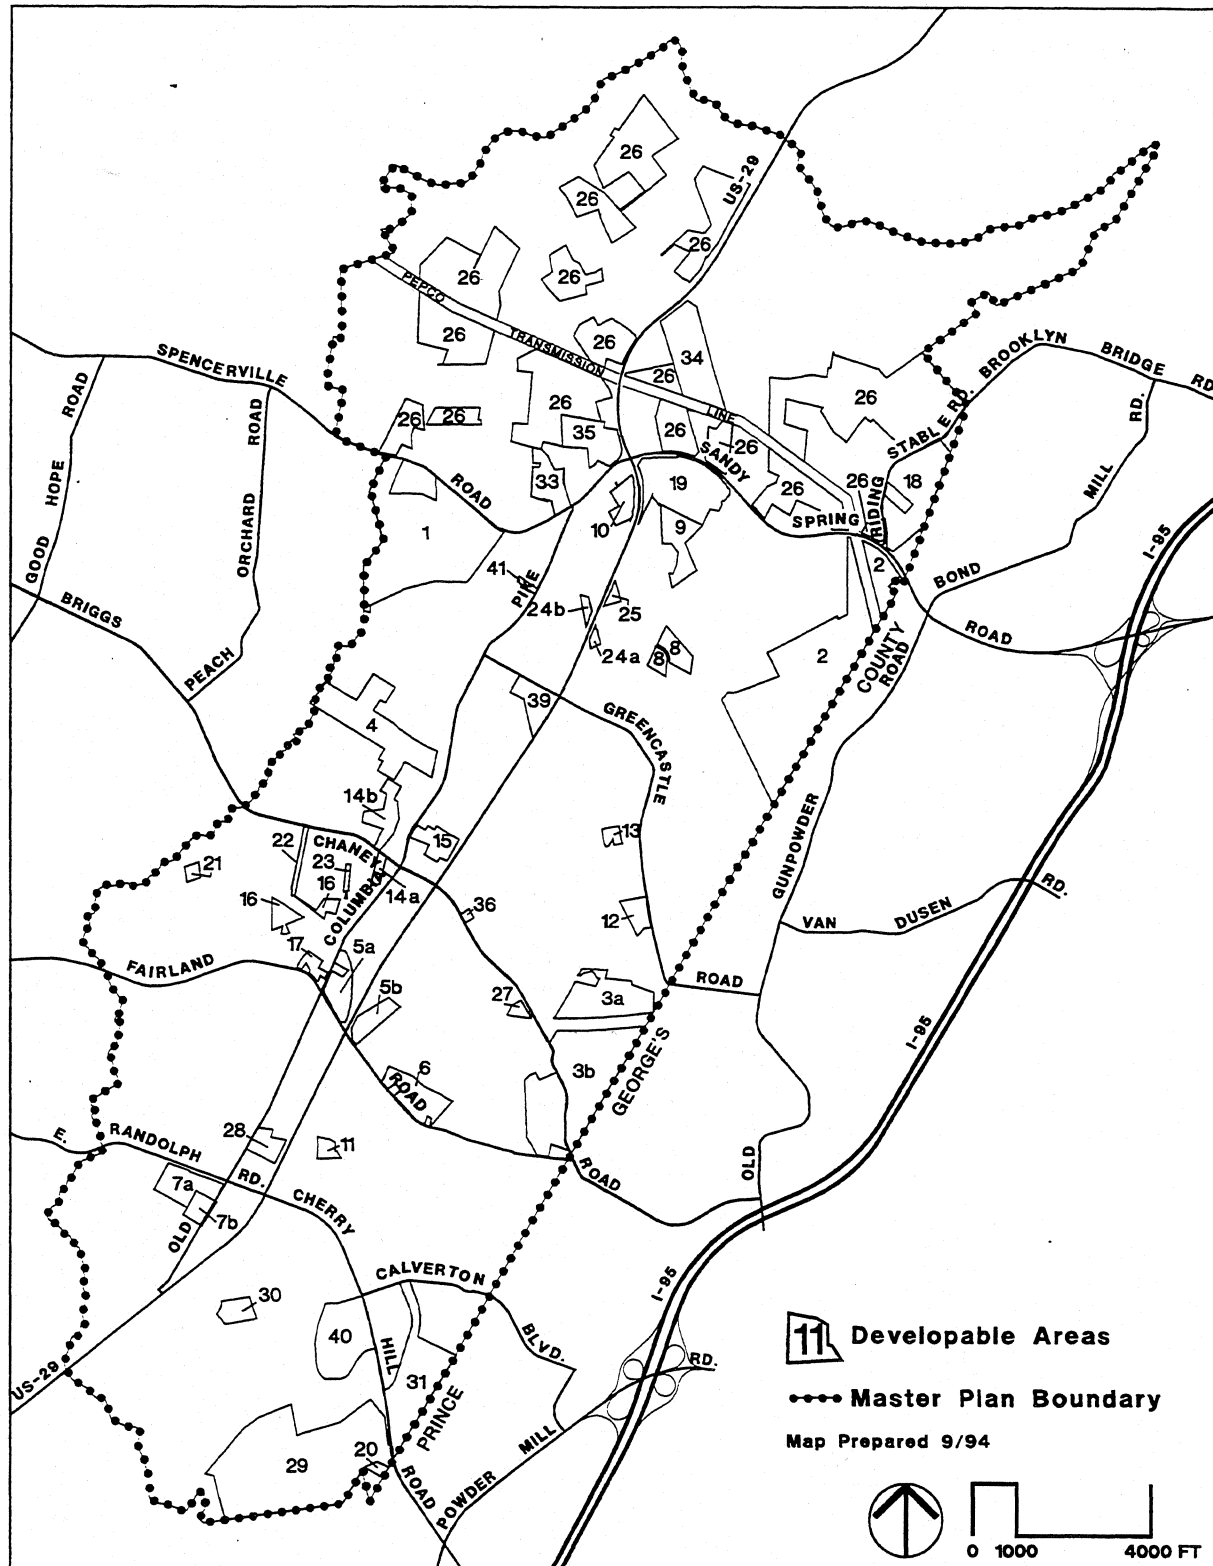 26
26
US-29
26
26
26
PEPCO
26
TRANSMISSION
26
34
26
LINE
SPENCERVILLE
ROAD
ROAD
26
26
26
35
26
26
SANDY
26
STABLE RD.
BROOKLYN
BRIDGE
RD.
RD.
MILL
GOOD HOPE ROAD
ORCHARD ROAD
PEACH
BRIGGS
33
10
19
9
26
26
RIDING
18
SPRING
2
1
41
PINE
24b
25
24a
8
8
2
BOND
ROAD
I-95
COUNTY
ROAD
39
GREENCASTLE
4
14b
15
13
GUNPOWDER
22
CHANEY
23
16
21
16
COLUMBIA
14a
36
12
VAN
DUSEN
RD.
17
5a
FAIRLAND
5b
27
3a
ROAD
I-95
GEORGE'S
6
ROAD
3b
E.
RANDOLPH
RD.
28
11
7a
7b
OLD
CHERRY
ROAD
OLD
CALVERTON
BLVD.
I-95
30
40
HILL
31
US-29
PRINCE
29
20
ROAD
POWDER
MILL
RD.
11 Developable Areas
Master Plan Boundary
Map Prepared 9/94
0 1000 4000 FT